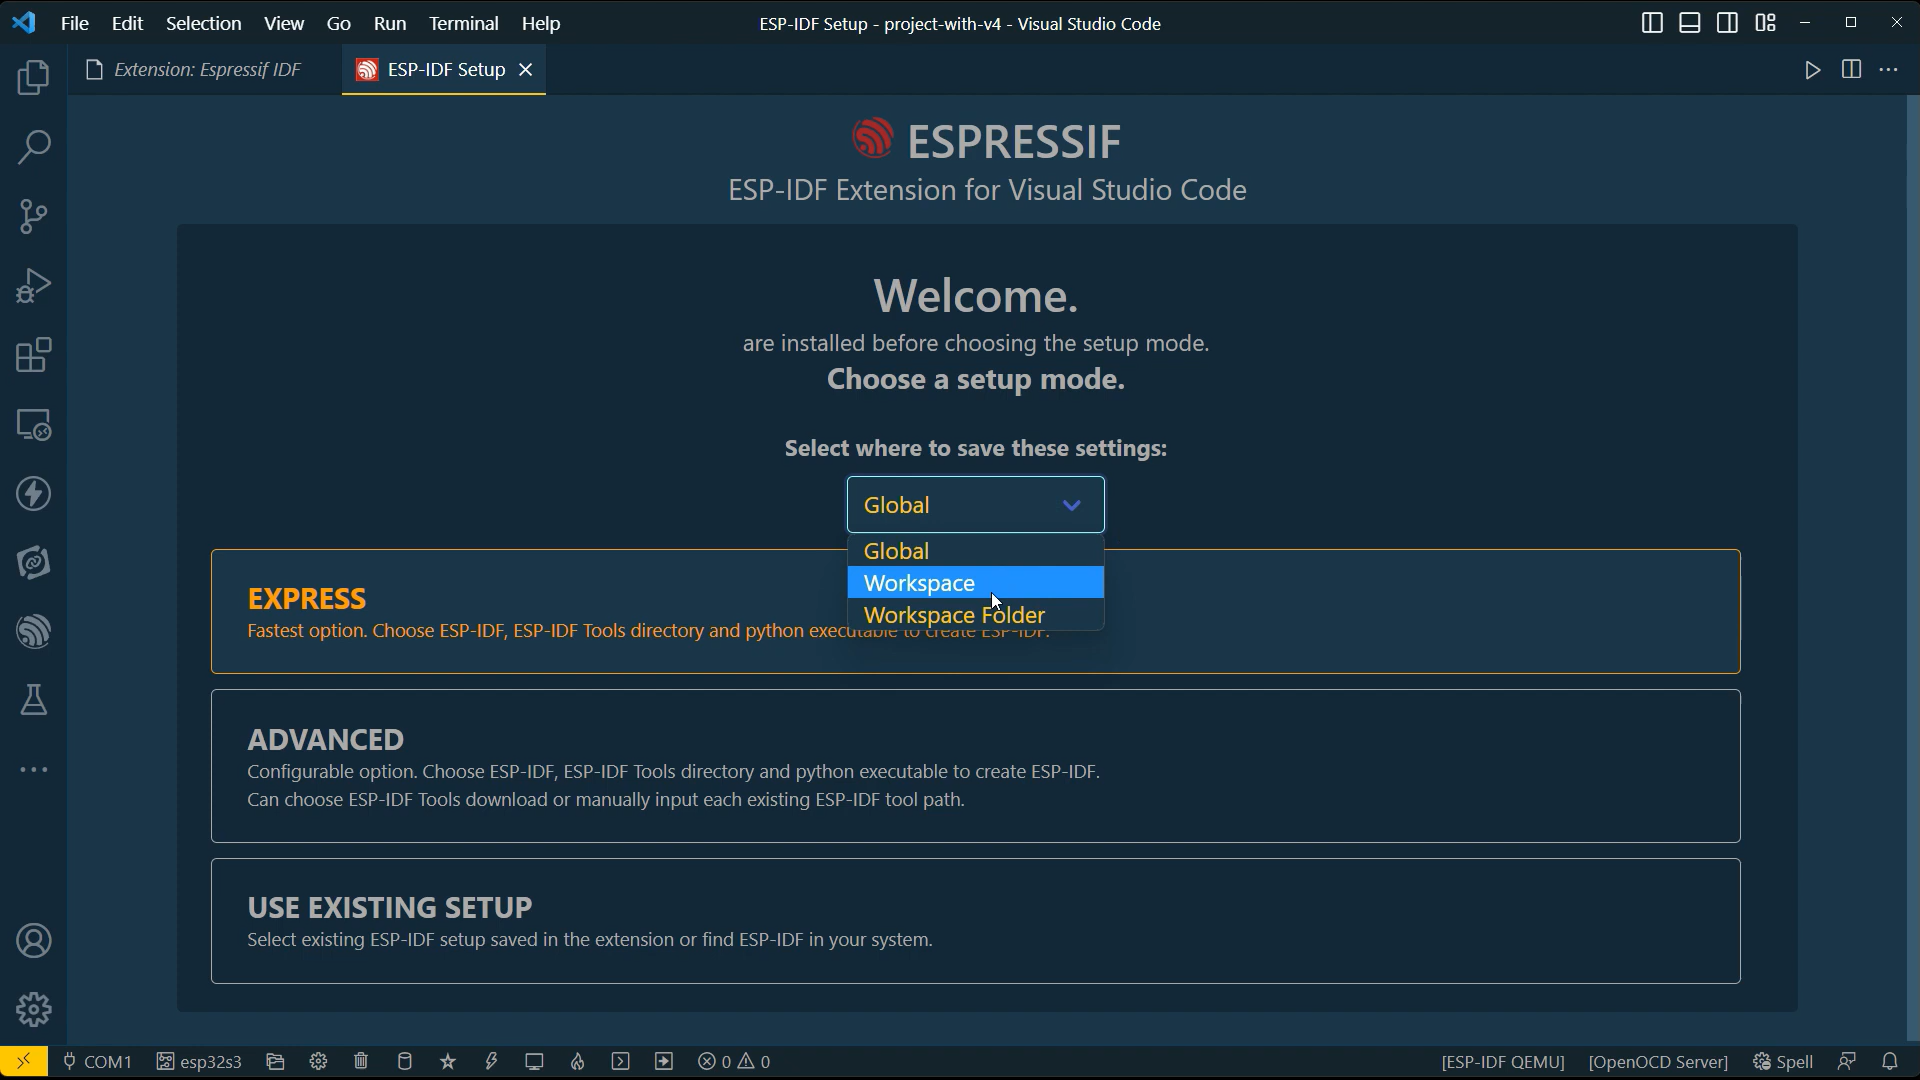 File Edit Selection View Go Run Terminal Help
ESP-IDF Setup - project-with-v4 - Visual Studio Code
Extension: Espressif IDF
ESP-IDF Setup
ESPRESSIF
ESP-IDF Extension for Visual Studio Code
Welcome.
are installed before choosing the setup mode.
Choose a setup mode.
Select where to save these settings:
Global
Global
Workspace
Workspace Folder
EXPRESS
Fastest option. Choose ESP-IDF, ESP-IDF Tools directory and python executable to create ESP-IDF.
ADVANCED
Configurable option. Choose ESP-IDF, ESP-IDF Tools directory and python executable to create ESP-IDF.
Can choose ESP-IDF Tools download or manually input each existing ESP-IDF tool path.
USE EXISTING SETUP
Select existing ESP-IDF setup saved in the extension or find ESP-IDF in your system.
COM1 esp32s3 0 0 [ESP-IDF QEMU] [OpenOCD Server] Spell